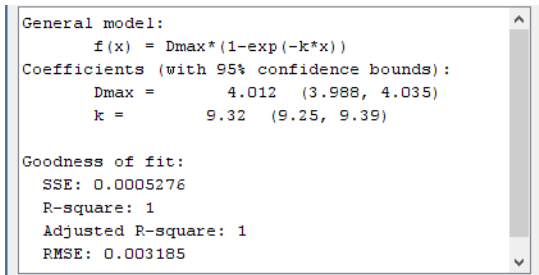 General model:
f(x) = Dmax*(1-exp(-k*x))
Coefficients (with 95% confidence bounds):
Dmax = 4.012 (3.988, 4.035)
k = 9.32 (9.25, 9.39)
Goodness of fit:
SSE: 0.0005276
R-square: 1
Adjusted R-square: 1
RMSE: 0.003185